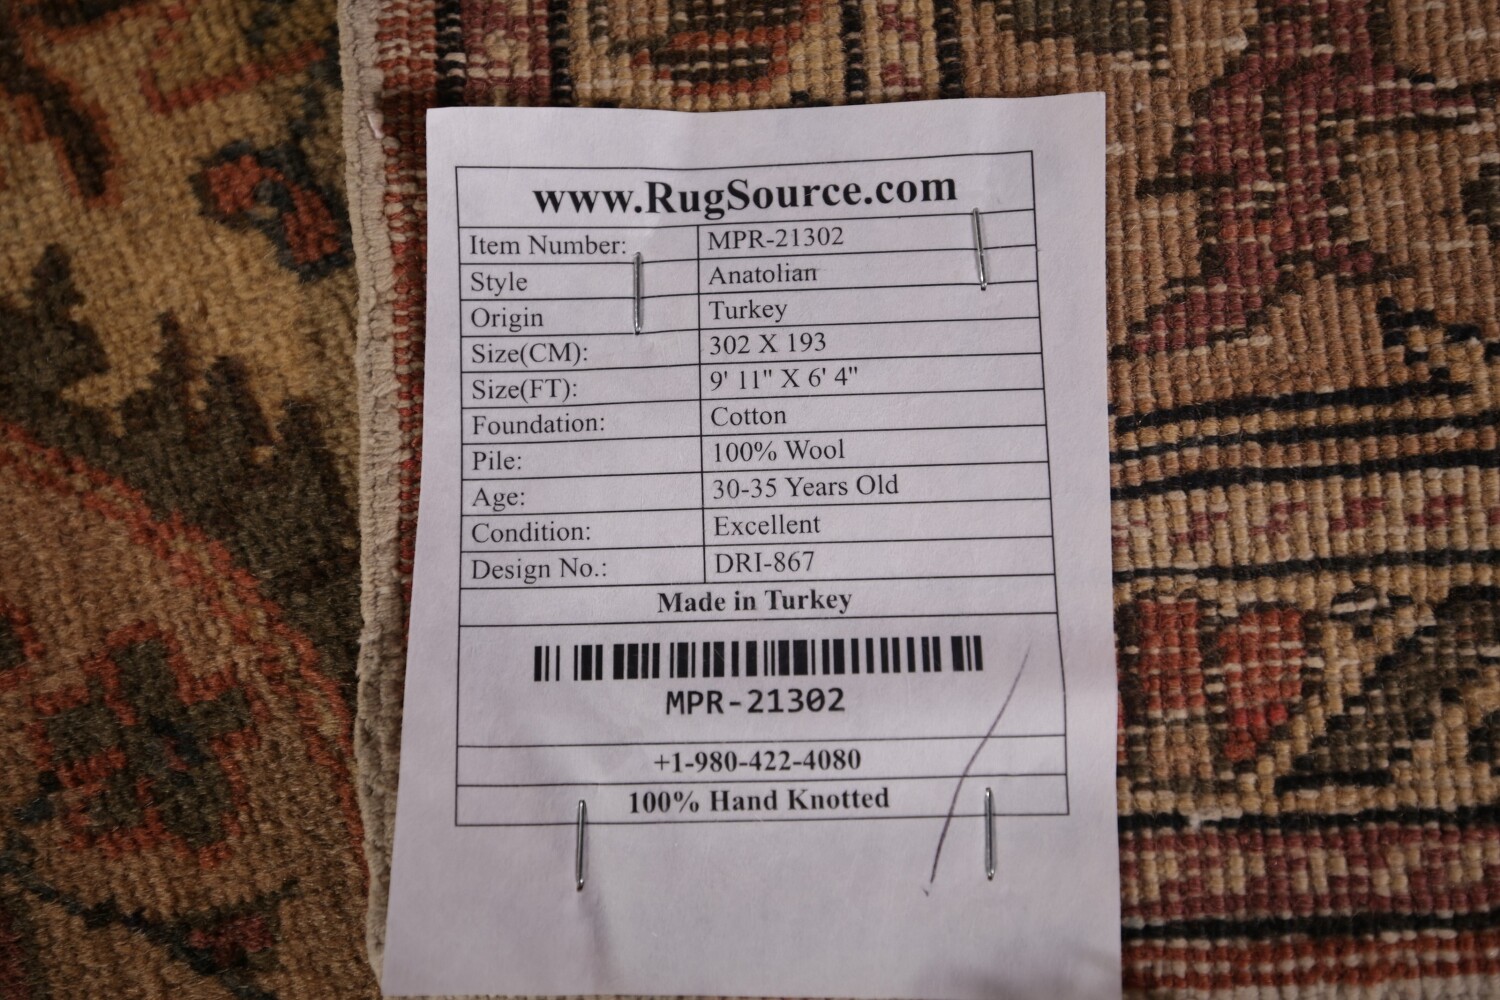 www.RugSource.com
Item Number: MPR-21302
Style Anatolian
Origin Turkey
Size(CM): 302 X 193
Size(FT): 9' 11" X 6' 4"
Foundation: Cotton
Pile: 100% Wool
Age: 30-35 Years Old
Condition: Excellent
Design No.: DRI-867
Made in Turkey
MPR-21302
+1-980-422-4080
100% Hand Knotted